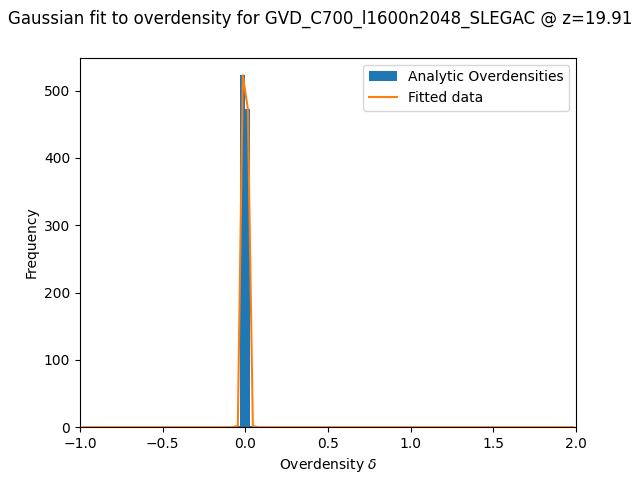 Gaussian fit to overdensity for GVD_C700_l1600n2048_SLEGAC @ z=19.91
Analytic Overdensities
Fitted data
Frequency
500
400
300
200
100
0
−1.0 −0.5 0.0 0.5 1.0 1.5 2.0
Overdensity δ